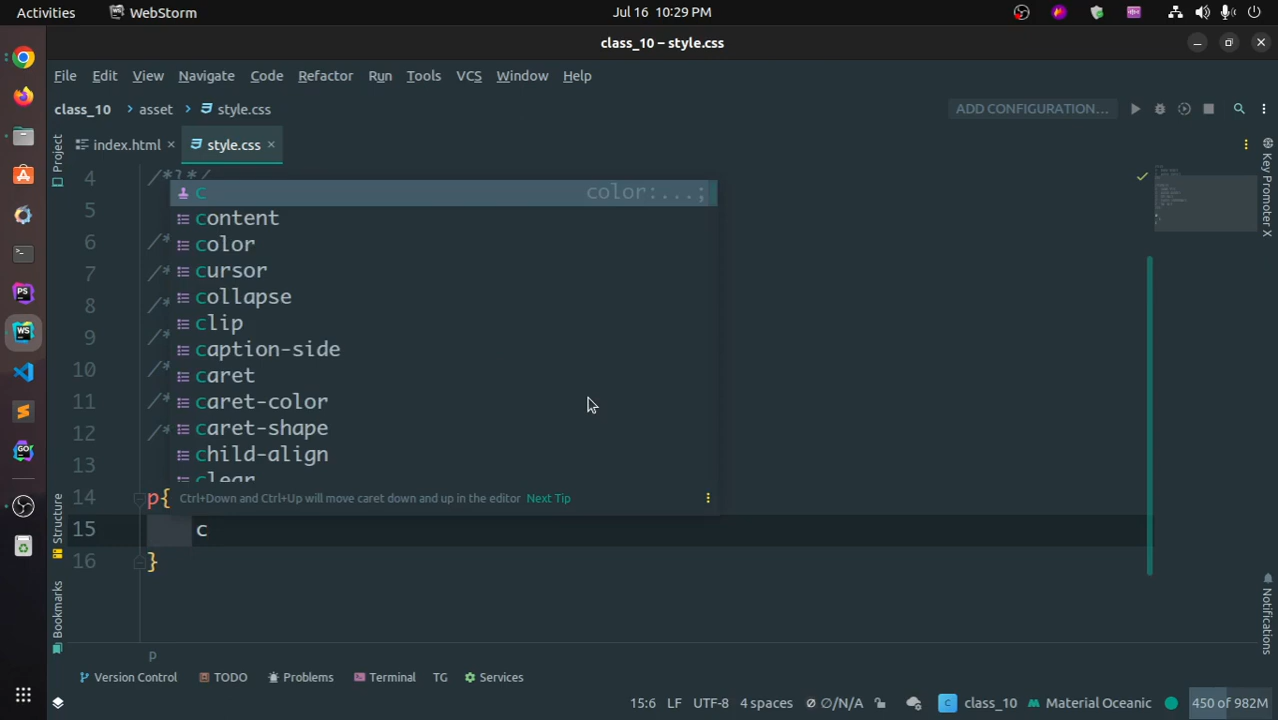 Activities WebStorm Jul 16 10:29 PM
class_10 – style.css
File Edit View Navigate Code Refactor Run Tools VCS Window Help
class_10 asset style.css ADD CONFIGURATION...
index.html style.css
Project
Key Promoter X
4 /*1*/
5
6 /*
7 /*
8 /*
9 /*
10 /*
11 /*
12 /*
13
c color:...;
content
color
cursor
collapse
clip
caption-side
caret
caret-color
caret-shape
child-align
clear
Ctrl+Down and Ctrl+Up will move caret down and up in the editor Next Tip
14 p{
15 c
16 }
Structure
Bookmarks
Notifications
p
Version Control TODO Problems Terminal TG Services
15:6 LF UTF-8 4 spaces ∅/N/A class_10 Material Oceanic 450 of 982M
PS
WS
GO